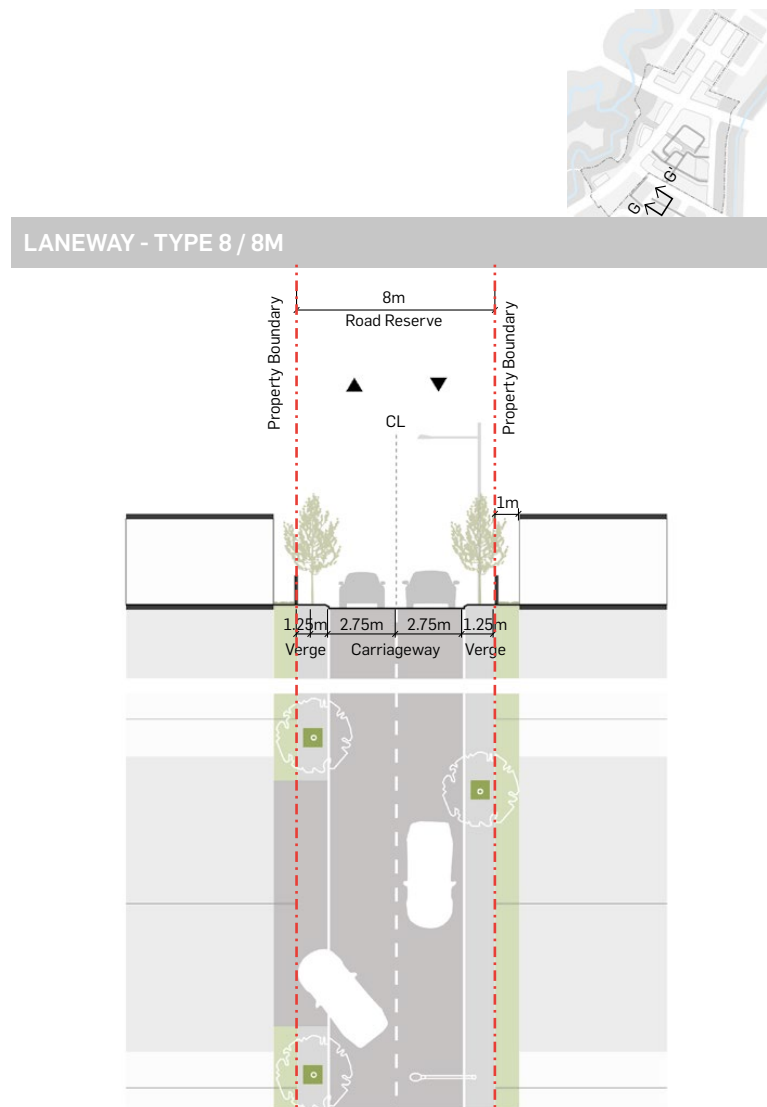 G
G'
LANEWAY - TYPE 8 / 8M
8m
Road Reserve
Property Boundary
Property Boundary
CL
1m
1.25m
2.75m
2.75m
1.25m
Verge
Carriageway
Verge